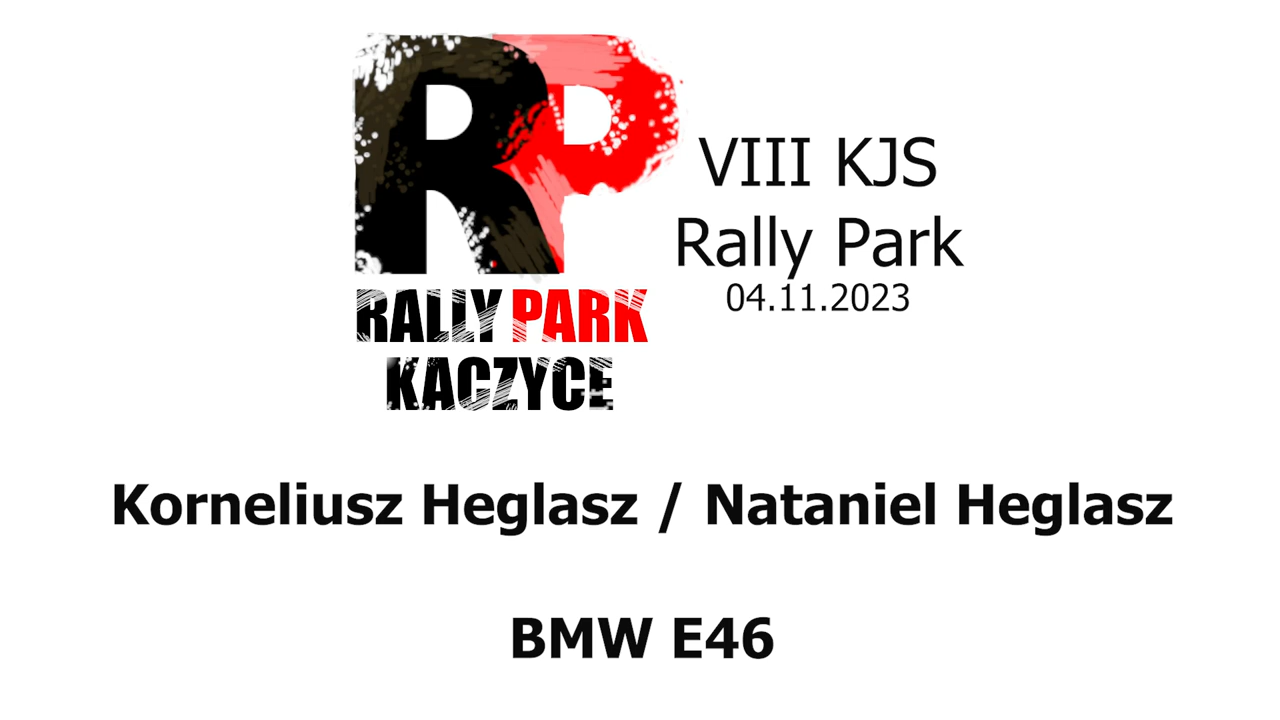 RP
RALLY PARK
KACZYCE
VIII KJS
Rally Park
04.11.2023
Korneliusz Heglasz / Nataniel Heglasz
BMW E46